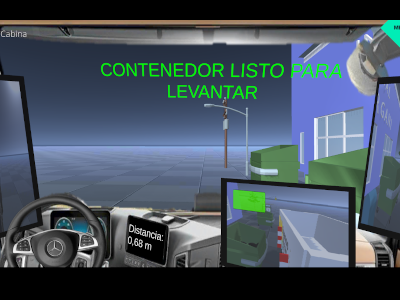 Cabina
CONTENEDOR LISTO PARA
LEVANTAR
Distancia:
0,68 m